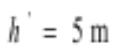 h' = 5 m